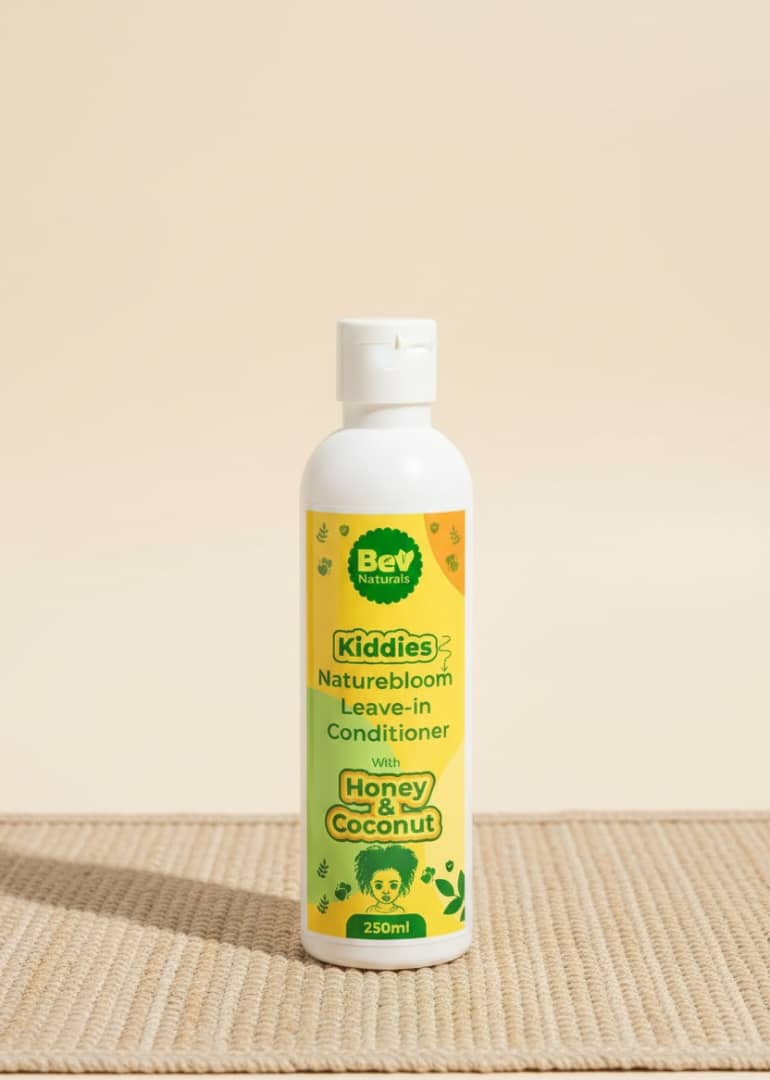 Bev
Naturals
Kiddies
Naturebloom
Leave-in
Conditioner
With
Honey
&
Coconut
250ml